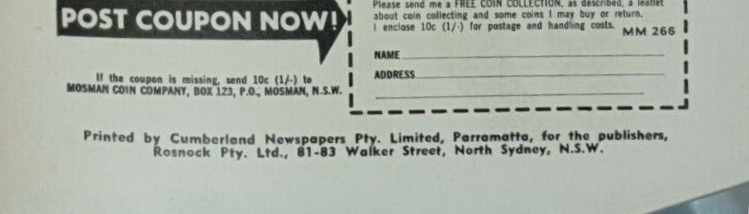 POST COUPON NOW!
If the coupon is missing, send 10c (1/-) to
MOSMAN COIN COMPANY, BOX 123, P.O., MOSMAN, N.S.W.
Please send me a FREE COIN COLLECTION, as described, a leaflet
about coin collecting and some coins I may buy or return.
I enclose 10c (1/-) for postage and handling costs.
MM 266
NAME
ADDRESS
Printed by Cumberland Newspapers Pty. Limited, Parramatta, for the publishers,
Rosnock Pty. Ltd., 81-83 Walker Street, North Sydney, N.S.W.